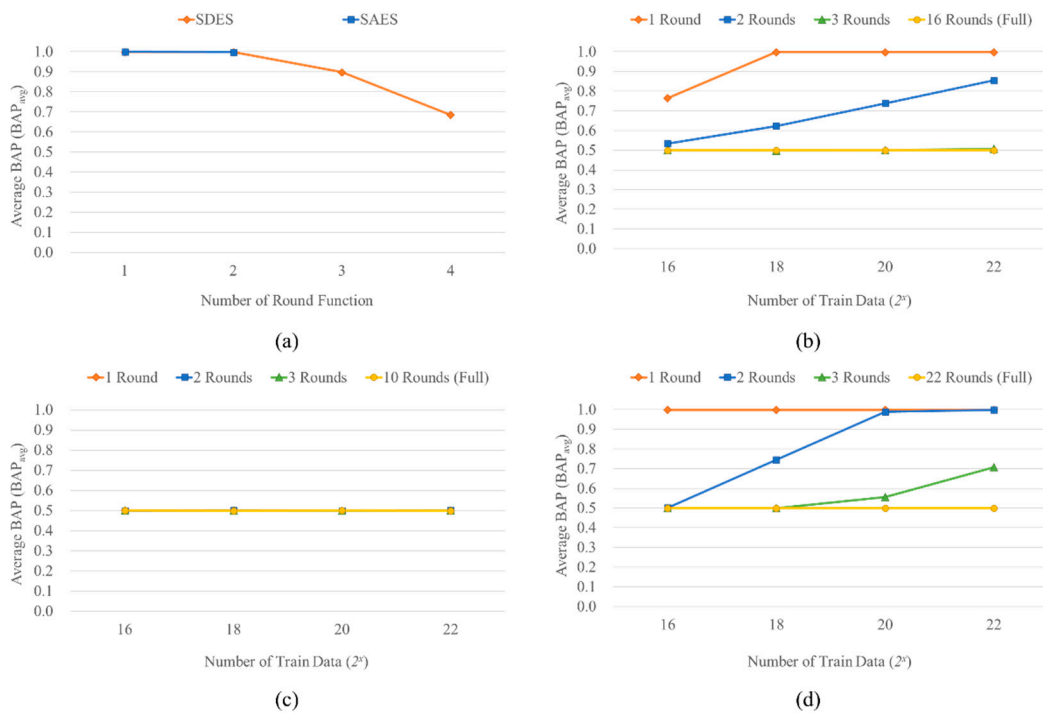 SDES SAES
1.0
0.9
0.8
0.7
0.6
0.5
0.4
0.3
0.2
0.1
0.0
Average BAP (BAPavg)
1 2 3 4
Number of Round Function
(a)
1 Round 2 Rounds 3 Rounds 16 Rounds (Full)
1.0
0.9
0.8
0.7
0.6
0.5
0.4
0.3
0.2
0.1
0.0
Average BAP (BAPavg)
16 18 20 22
Number of Train Data (2ˣ)
(b)
1 Round 2 Rounds 3 Rounds 10 Rounds (Full)
1.0
0.9
0.8
0.7
0.6
0.5
0.4
0.3
0.2
0.1
0.0
Average BAP (BAPavg)
16 18 20 22
Number of Train Data (2ˣ)
(c)
1 Round 2 Rounds 3 Rounds 22 Rounds (Full)
1.0
0.9
0.8
0.7
0.6
0.5
0.4
0.3
0.2
0.1
0.0
Average BAP (BAPavg)
16 18 20 22
Number of Train Data (2ˣ)
(d)